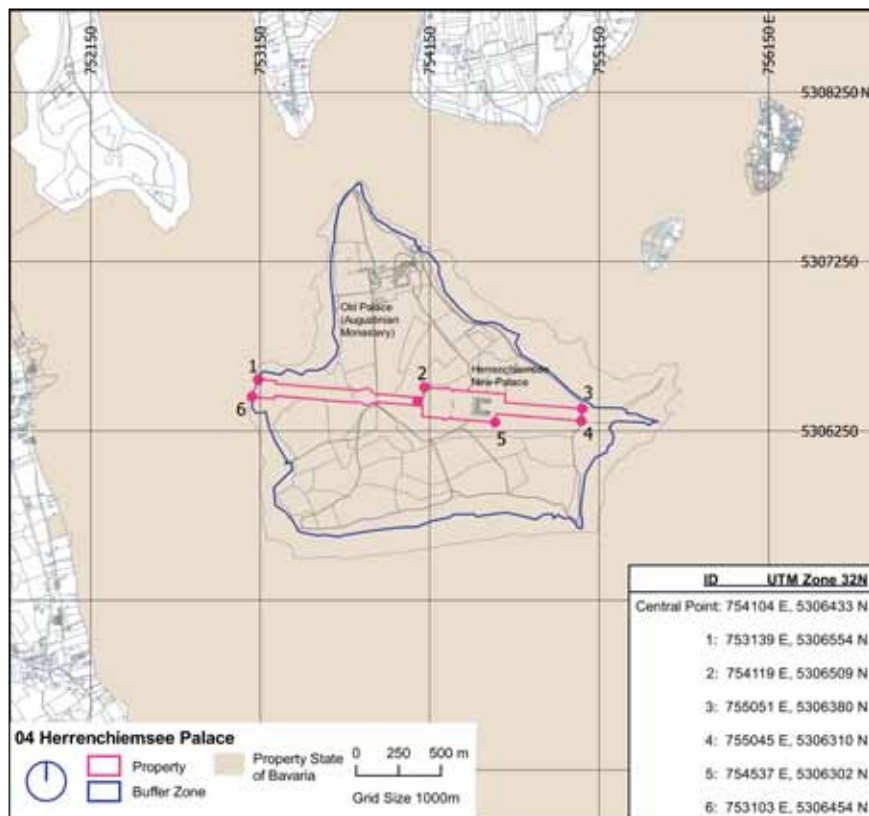 752150
753150
754150
755150
756150 E
5308250 N
5307250
Old Palace
(Augustinian
Monastery)
Herrenchiemsee
New-Palace
1
2
3
6
5
4
5306250
ID UTM Zone 32N
Central Point: 754104 E, 5306433 N
1: 753139 E, 5306554 N
2: 754119 E, 5306509 N
3: 755051 E, 5306380 N
4: 755045 E, 5306310 N
5: 754537 E, 5306302 N
6: 753103 E, 5306454 N
04 Herrenchiemsee Palace
Property
Buffer Zone
Property State
of Bavaria
0 250 500 m
Grid Size 1000m